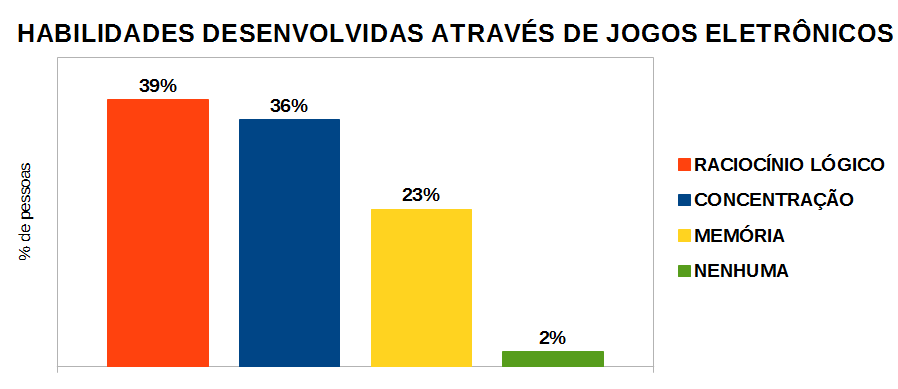 HABILIDADES DESENVOLVIDAS ATRAVÉS DE JOGOS ELETRÔNICOS
% de pessoas
39%
36%
23%
2%
RACIOCÍNIO LÓGICO
CONCENTRAÇÃO
MEMÓRIA
NENHUMA